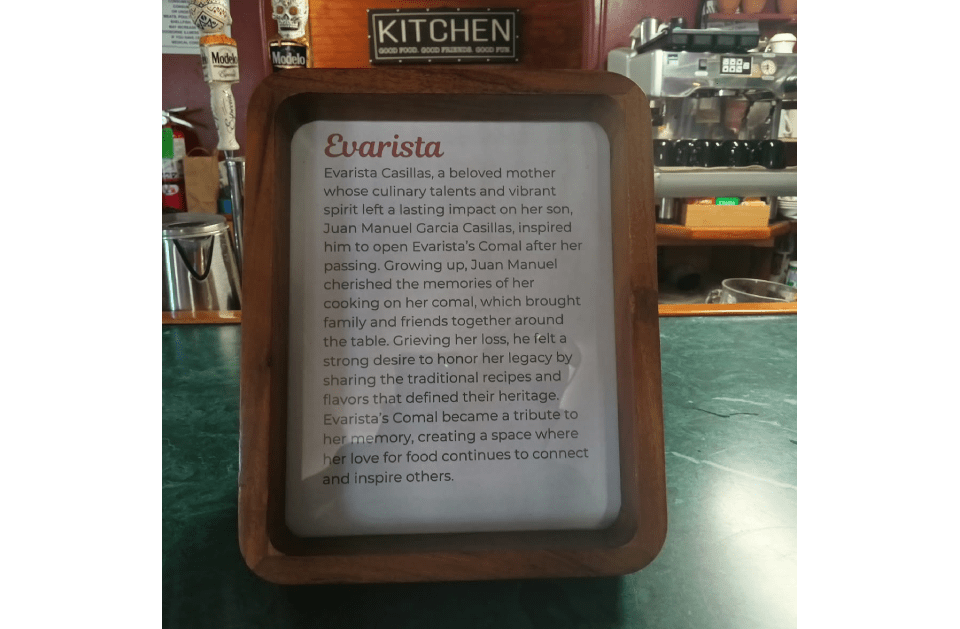 KITCHEN
GOOD FOOD. GOOD FRIENDS. GOOD FUN.
Modelo
Especial
Modelo
Evarista
Evarista Casillas, a beloved mother
whose culinary talents and vibrant
spirit left a lasting impact on her son,
Juan Manuel Garcia Casillas, inspired
him to open Evarista's Comal after her
passing. Growing up, Juan Manuel
cherished the memories of her
cooking on her comal, which brought
family and friends together around
the table. Grieving her loss, he felt a
strong desire to honor her legacy by
sharing the traditional recipes and
flavors that defined their heritage.
Evarista's Comal became a tribute to
her memory, creating a space where
her love for food continues to connect
and inspire others.